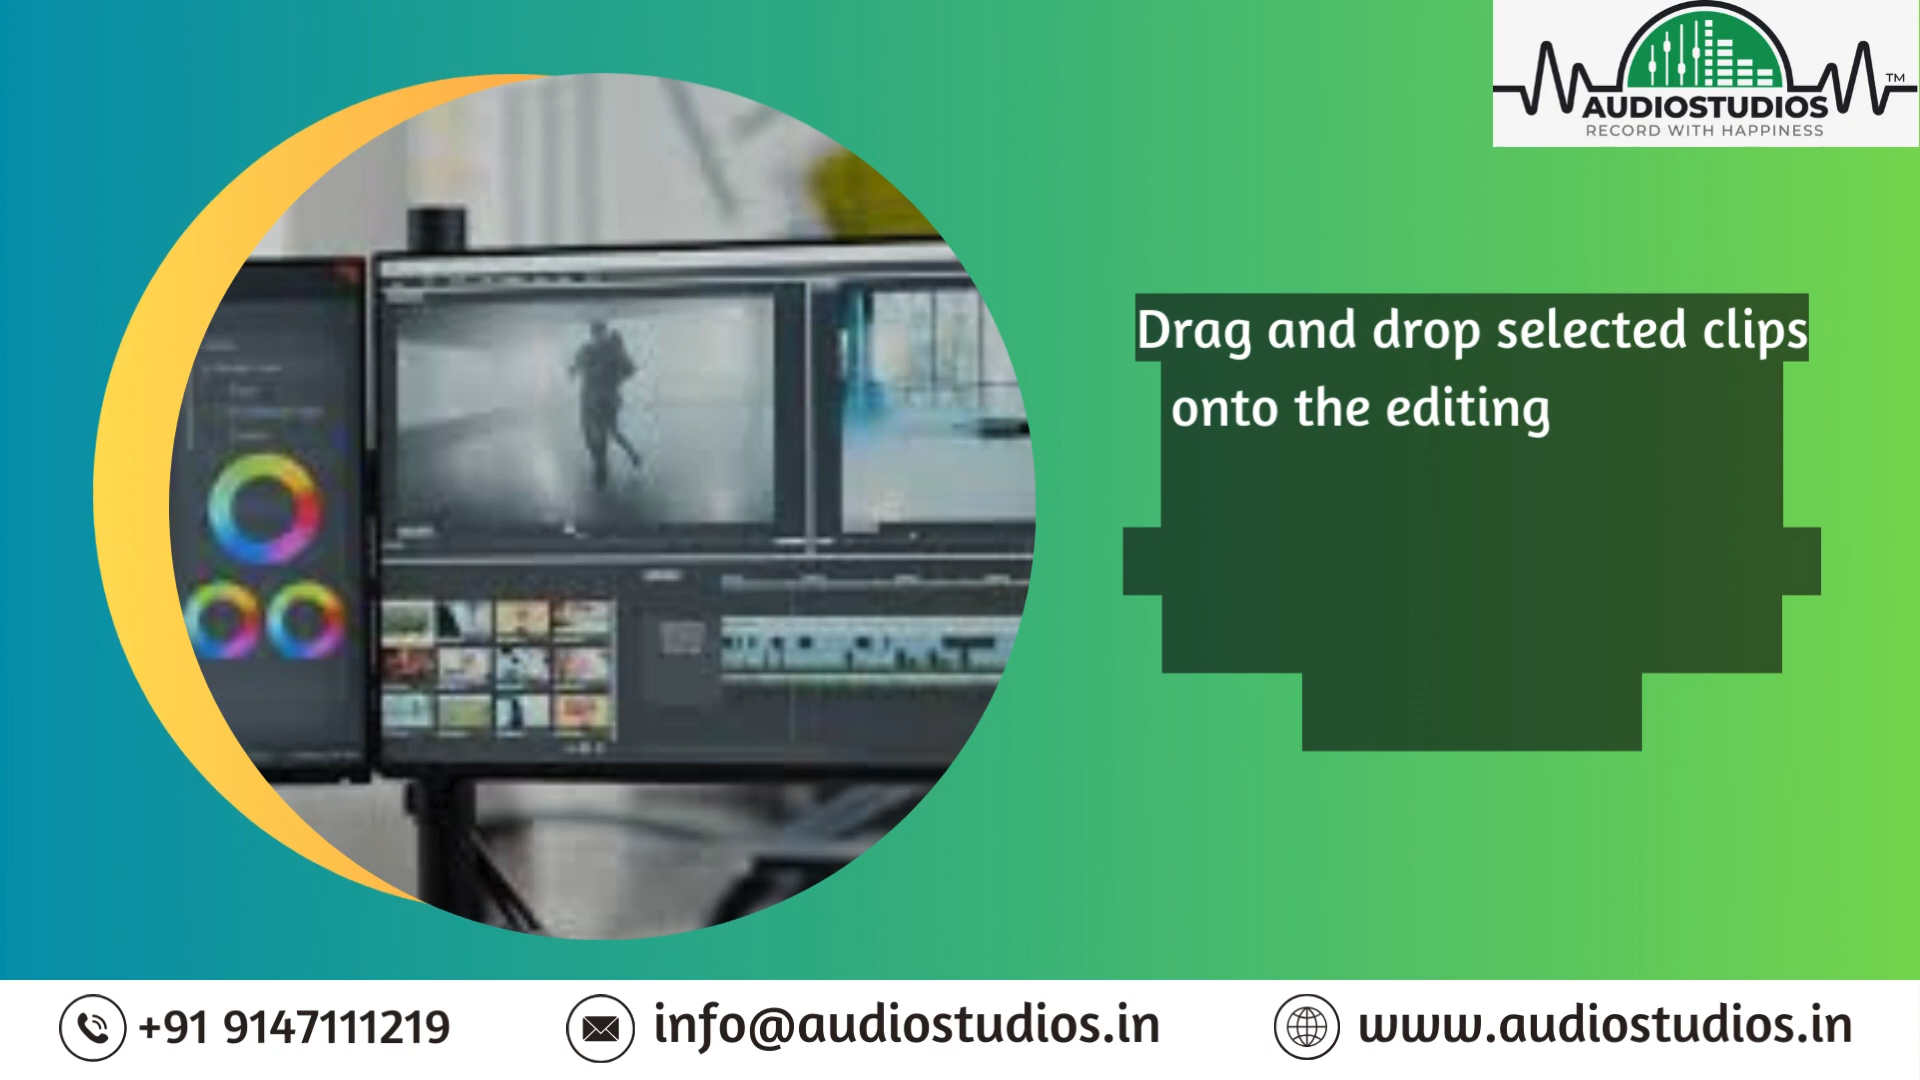 TM
AUDIOSTUDIOS
RECORD WITH HAPPINESS
Drag and drop selected clips
onto the editing
+91 9147111219
info@audiostudios.in
www.audiostudios.in